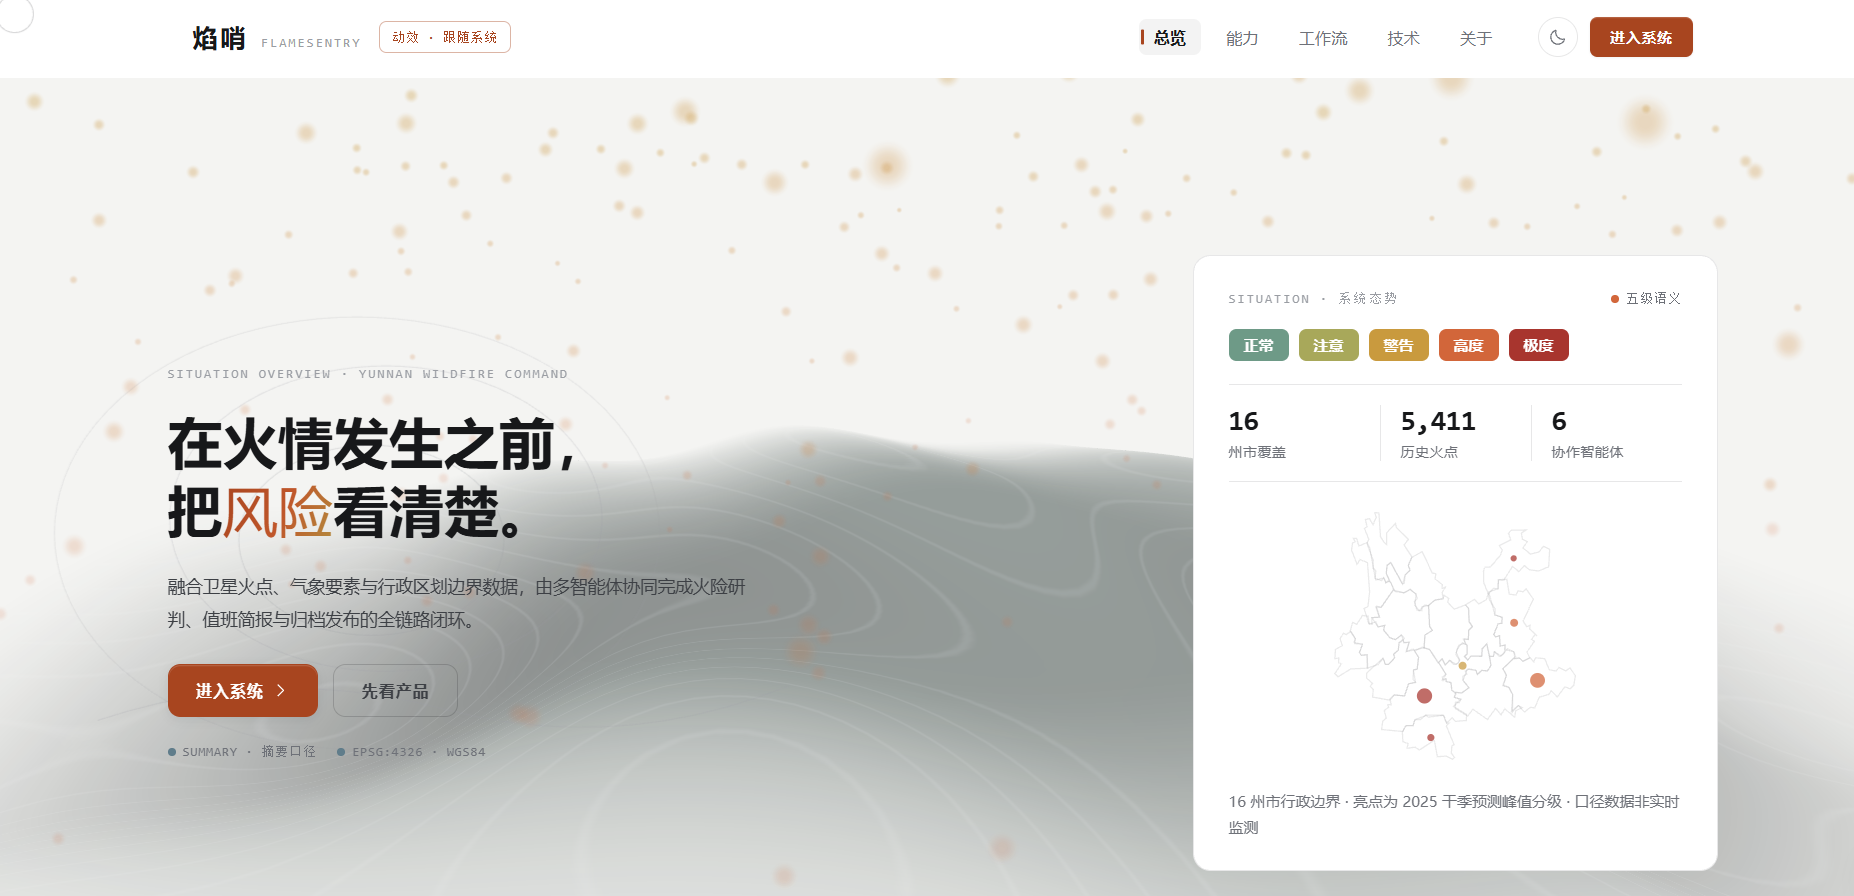 焰哨 FLAMESENTRY 动效 · 跟随系统 总览 能力 工作流 技术 关于 进入系统
SITUATION OVERVIEW · YUNNAN WILDFIRE COMMAND
在火情发生之前，
把风险看清楚。
融合卫星火点、气象要素与行政区划边界数据，由多智能体协同完成火险研
判、值班简报与归档发布的全链路闭环。
进入系统 先看产品
SUMMARY · 摘要口径 EPSG:4326 · WGS84
SITUATION · 系统态势 五级语义
正常 注意 警告 高度 极度
16 5,411 6
州市覆盖 历史火点 协作智能体
16 州市行政边界 · 亮点为 2025 干季预测峰值分级 · 口径数据非实时
监测